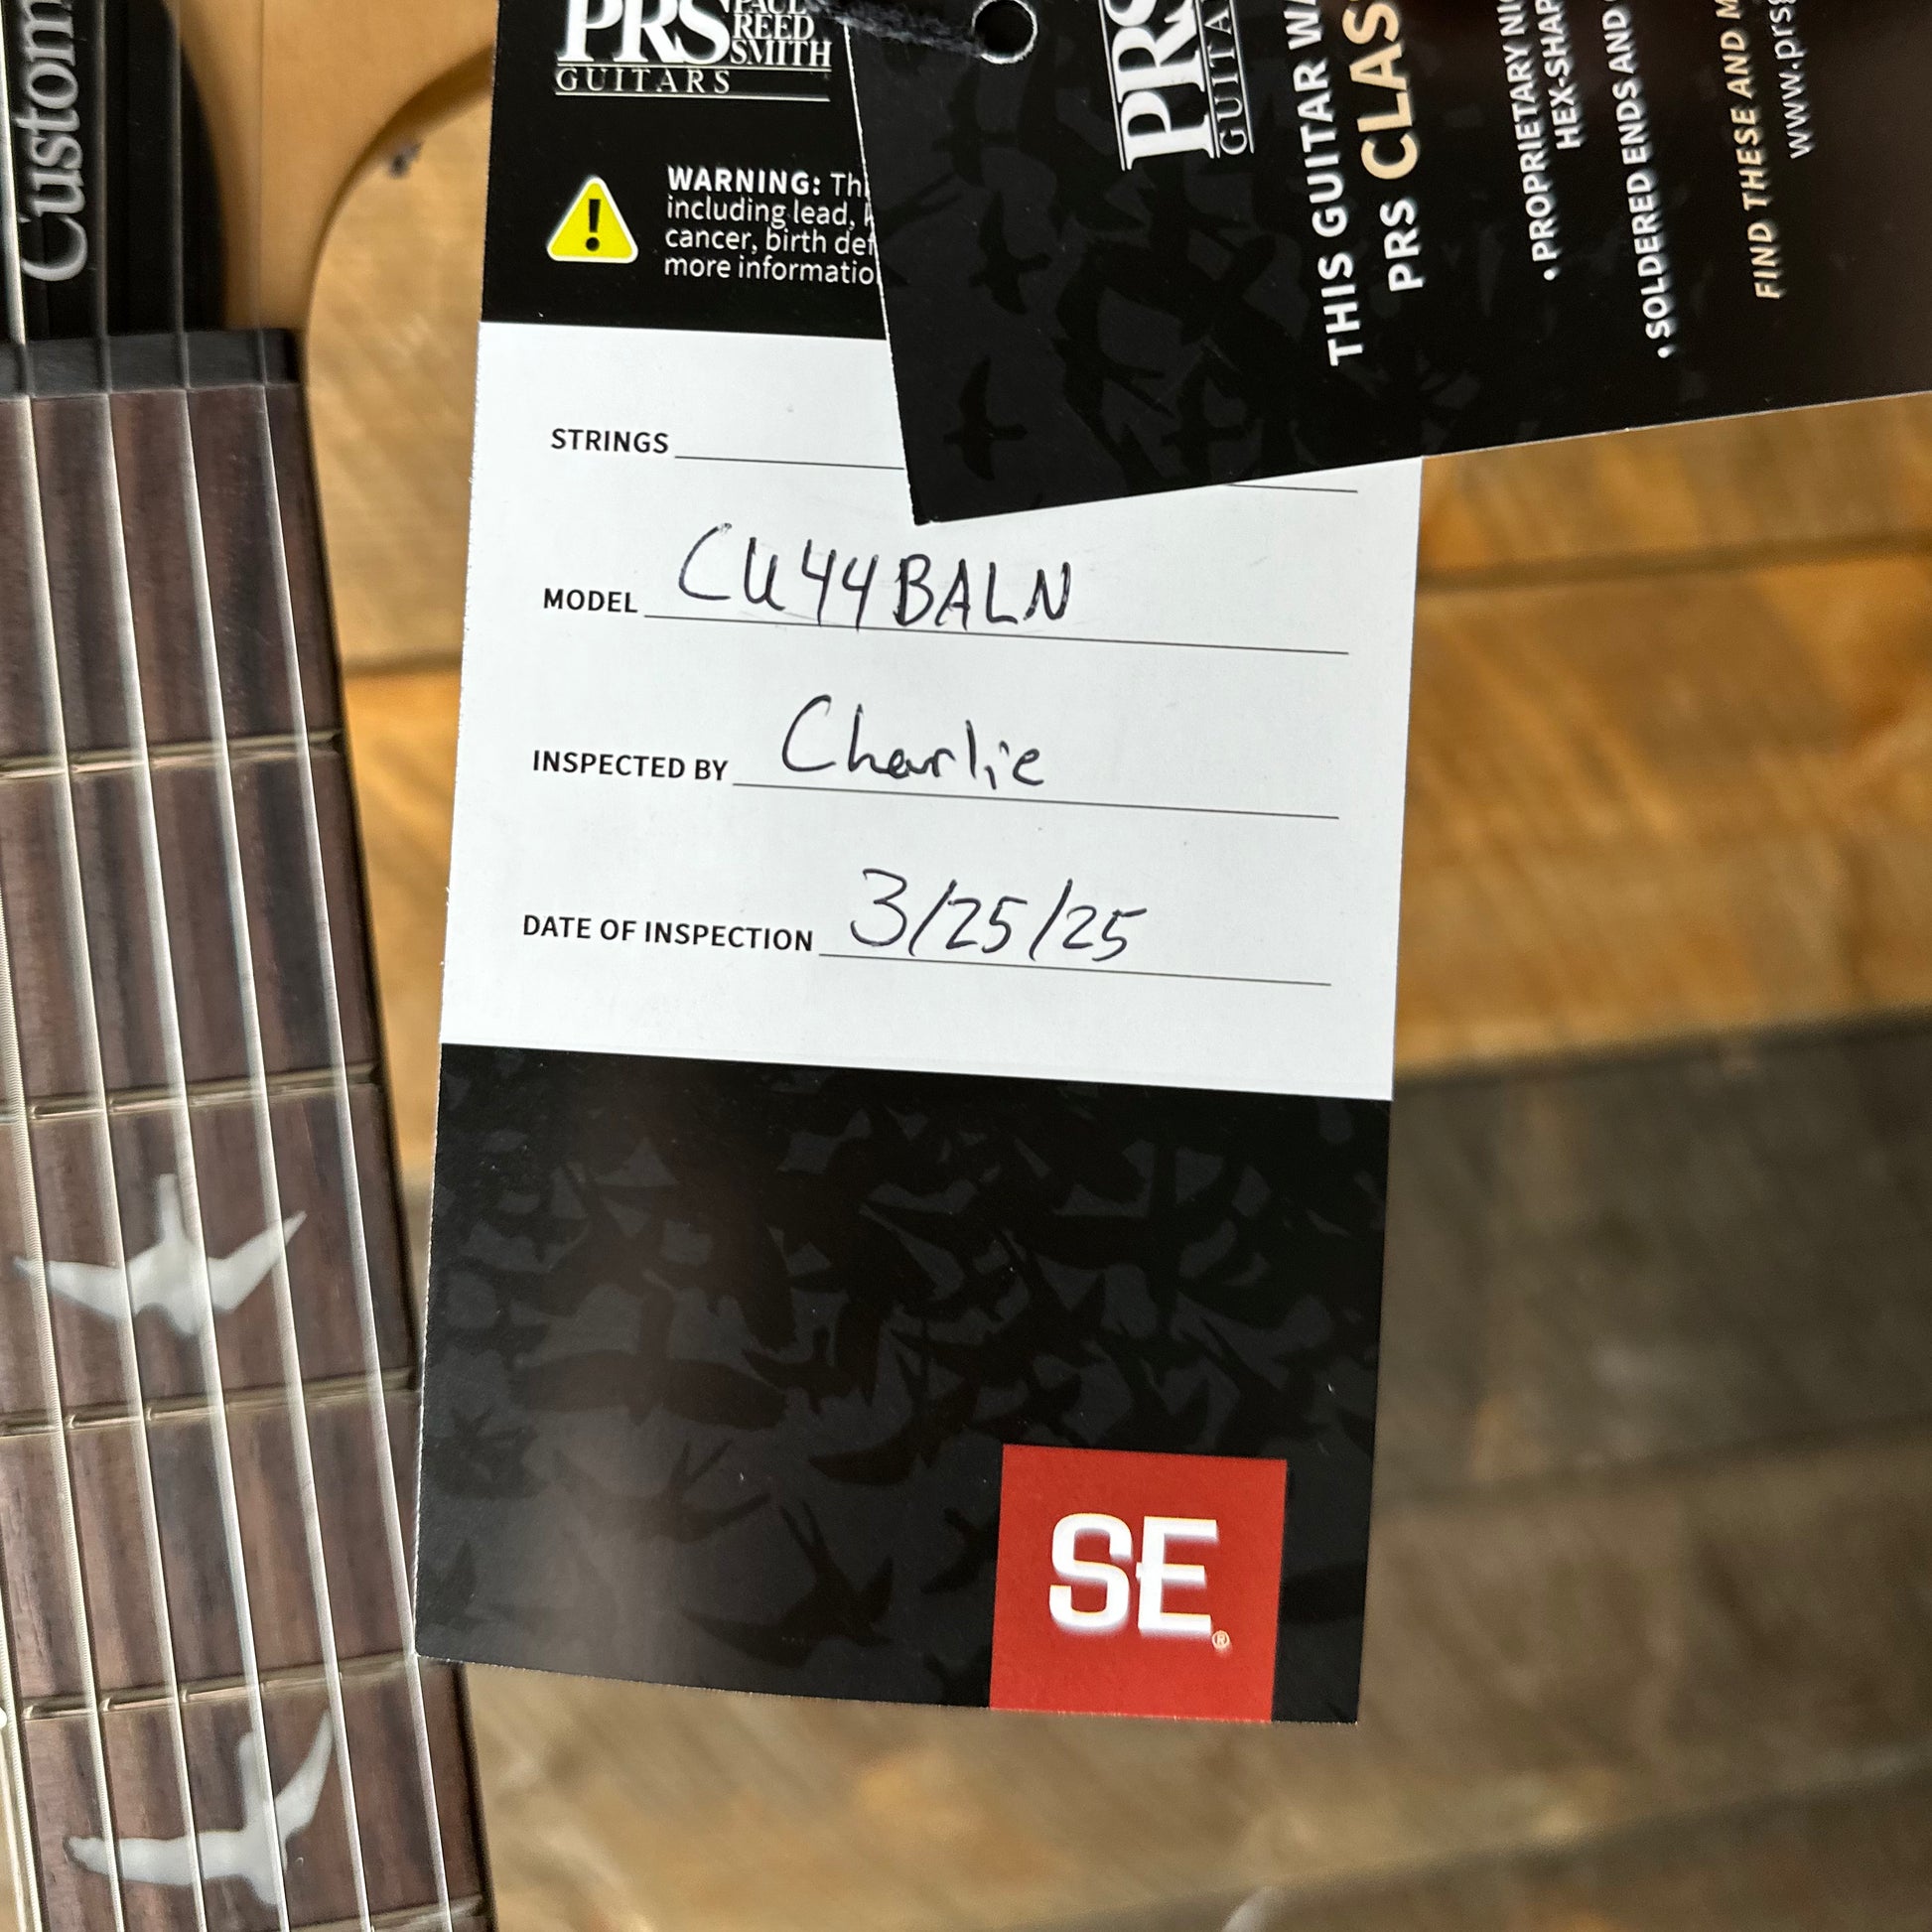 Custom
PRS PAUL
REED
SMITH
GUITARS
WARNING: Thi
including lead,
cancer, birth def
more informatio
STRINGS
MODEL CU44BALN
INSPECTED BY Charlie
DATE OF INSPECTION 3/25/25
SE®
PRS
GUITA
THIS GUITAR WA
PRS CLAS
• PROPRIETARY NI
HEX-SHAP
• SOLDERED ENDS AND
FIND THESE AND M
www.prs